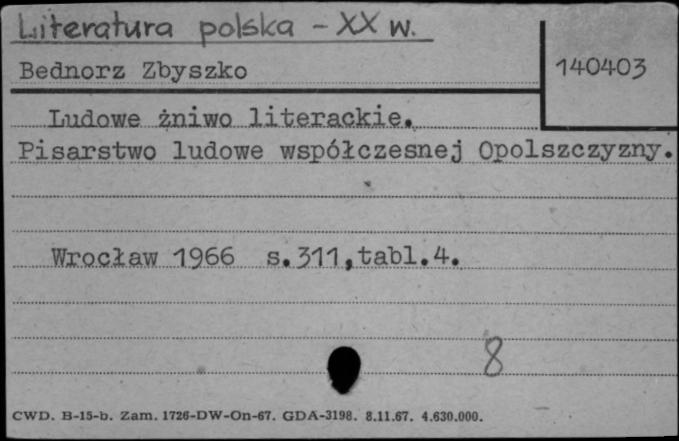 Literatura polska - XX w.
Bednorz Zbyszko
140403
Ludowe żniwo literackie.
Pisarstwo ludowe współczesnej Opolszczyzny.
Wrocław 1966 s.311,tabl.4.
8
CWD. B-15-b. Zam. 1726-DW-On-67. GDA-3198. 8.11.67. 4.630.000.